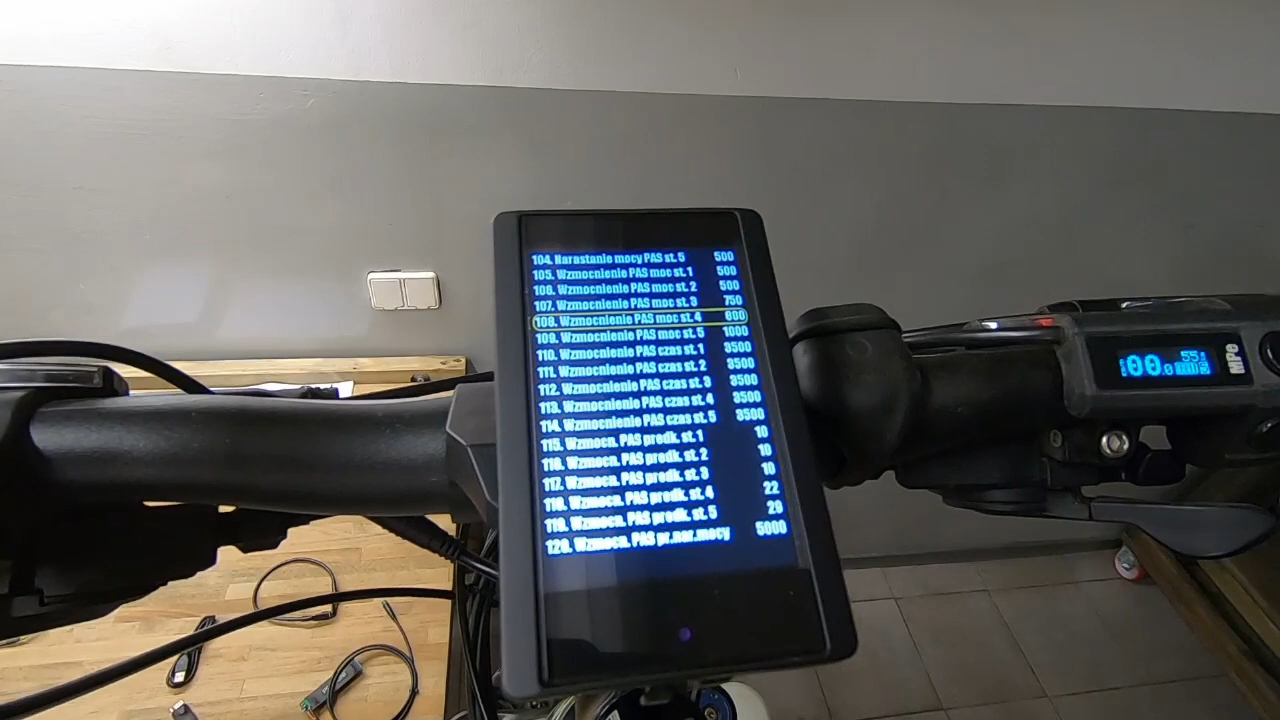 104. Narastanie mocy PAS st. 5 500
105. Wzmocnienie PAS moc st. 1 500
106. Wzmocnienie PAS moc st. 2 500
107. Wzmocnienie PAS moc st. 3 750
108. Wzmocnienie PAS moc st. 4 600
109. Wzmocnienie PAS moc st. 5 1000
110. Wzmocnienie PAS czas st. 1 3500
111. Wzmocnienie PAS czas st. 2 3500
112. Wzmocnienie PAS czas st. 3 3500
113. Wzmocnienie PAS czas st. 4 3500
114. Wzmocnienie PAS czas st. 5 3500
115. Wzmocn. PAS predk. st. 1 10
116. Wzmocn. PAS predk. st. 2 10
117. Wzmocn. PAS predk. st. 3 10
118. Wzmocn. PAS predk. st. 4 22
119. Wzmocn. PAS predk. st. 5 29
120. Wzmocn. PAS pr.nar.mocy 5000
00.0
55